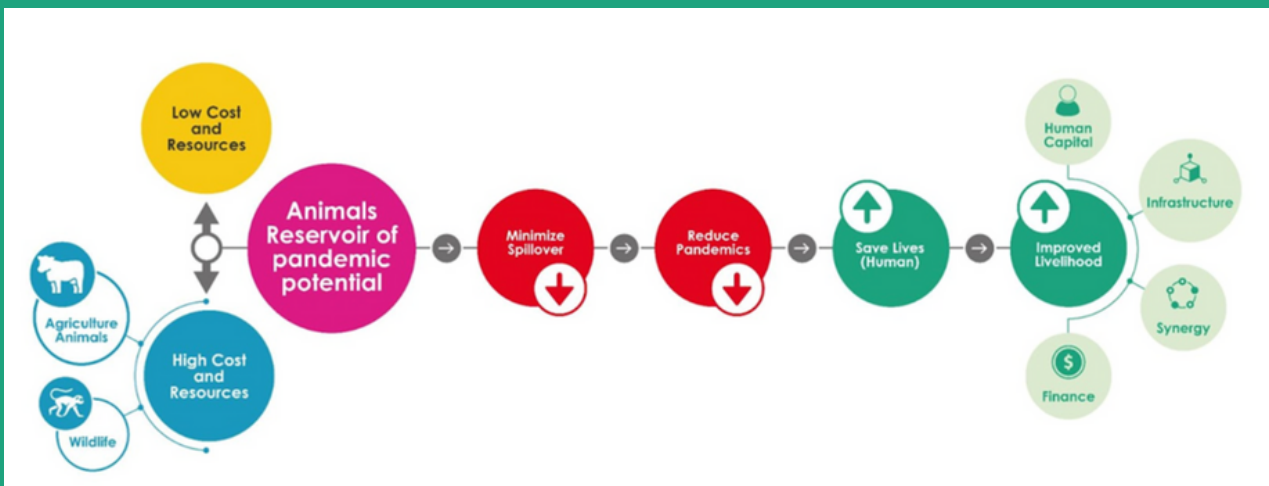 Low Cost
and
Resources
Animals
Reservoir of
pandemic
potential
Agriculture
Animals
Wildlife
High Cost
and
Resources
Minimize
Spillover
Reduce
Pandemics
Save Lives
(Human)
Improved
Livelihood
Human
Capital
Infrastructure
Synergy
$
Finance